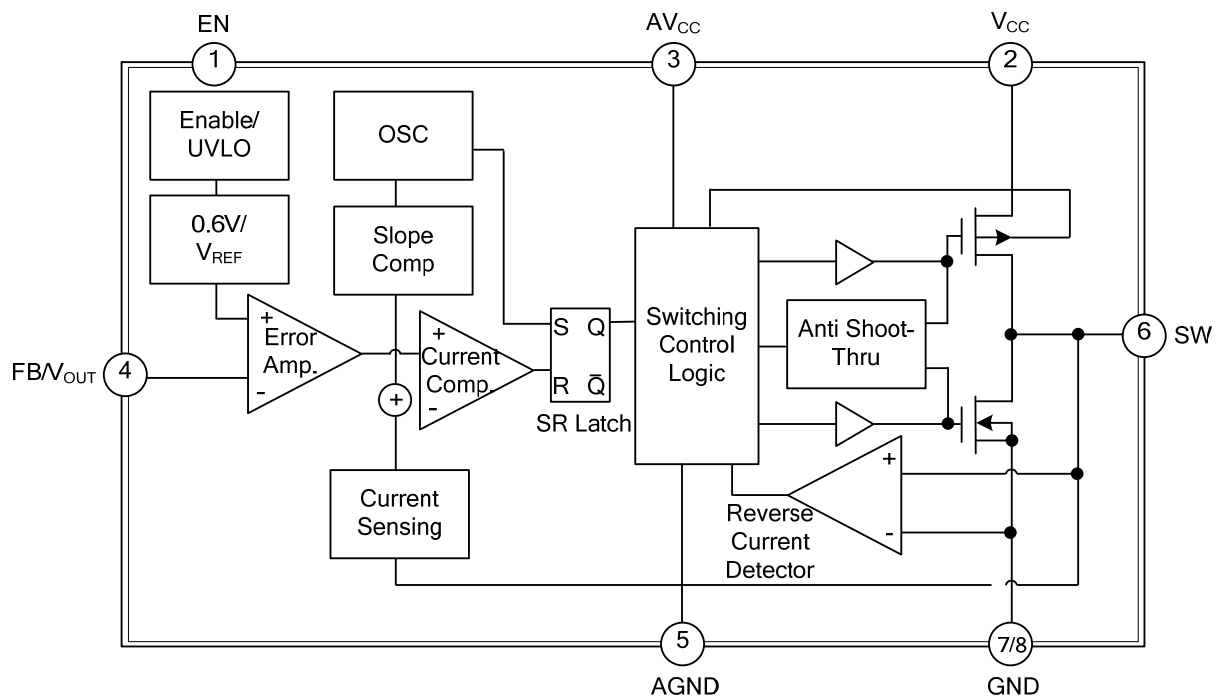 EN
AVCC
VCC
1
3
2
Enable/
UVLO
OSC
0.6V/
VREF
Slope
Comp
+
Error
Amp.
-
+
Current
Comp.
-
+
S Q
R Q̅
SR Latch
Switching
Control
Logic
Anti Shoot-
Thru
6
SW
4
FB/VOUT
Current
Sensing
+
-
Reverse
Current
Detector
5
7/8
AGND
GND